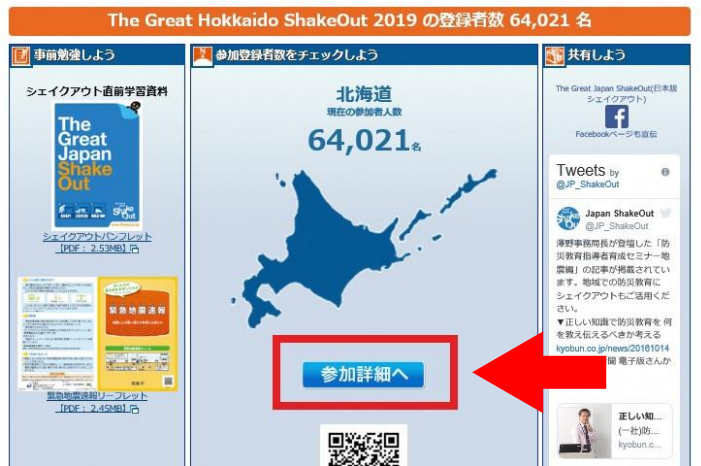 The Great Hokkaido ShakeOut 2019 の登録者数 64,021 名
事前勉強しよう
シェイクアウト直前学習資料
The
Great
Japan
Shake
Out
シェイクアウトパンフレット
[PDF: 2.53MB]
緊急地震速報
緊急地震速報リーフレット
[PDF: 2.45MB]
参加登録者数をチェックしよう
北海道
現在の参加者人数
64,021名
参加詳細へ
共有しよう
The Great Japan ShakeOut(日本版
シェイクアウト)
Facebookページも宣伝
Tweets by
@JP_ShakeOut
Japan ShakeOut
@JP_ShakeOut
澤野事務局長が登壇した「防
災教育指導者育成セミナー地
震編」の記事が掲載されてい
ます。地域での防災教育に
シェイクアウトもご活用くだ
さい。
▼正しい知識で防災教育を 何
を教え伝えるべきか考える
kyobun.co.jp/news/20161014
聞 電子版さんか
正しい知...
(一社)防...
kyobun.c...